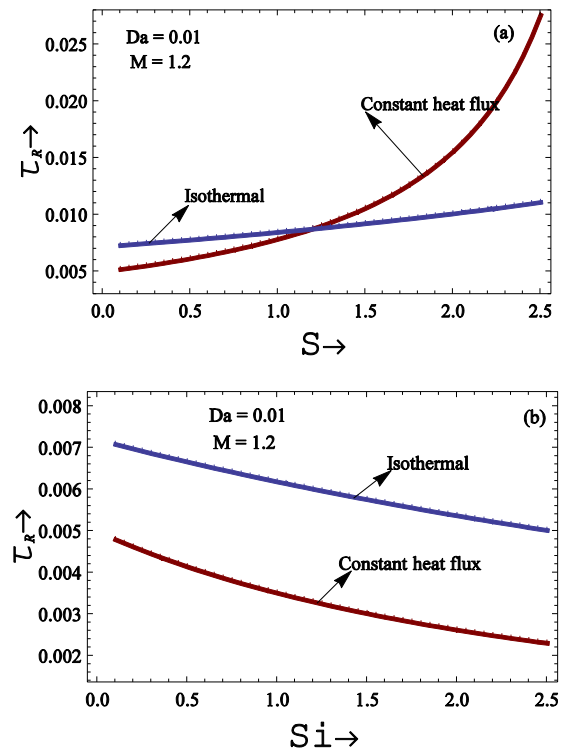 Da = 0.01
(a)
M = 1.2
0.025
0.020
0.015
0.010
0.005
Constant heat flux
Isothermal
τR→
0.0 0.5 1.0 1.5 2.0 2.5
S→
Da = 0.01
(b)
M = 1.2
0.008
0.007
0.006
0.005
0.004
0.003
0.002
Isothermal
Constant heat flux
τR→
0.0 0.5 1.0 1.5 2.0 2.5
Si→